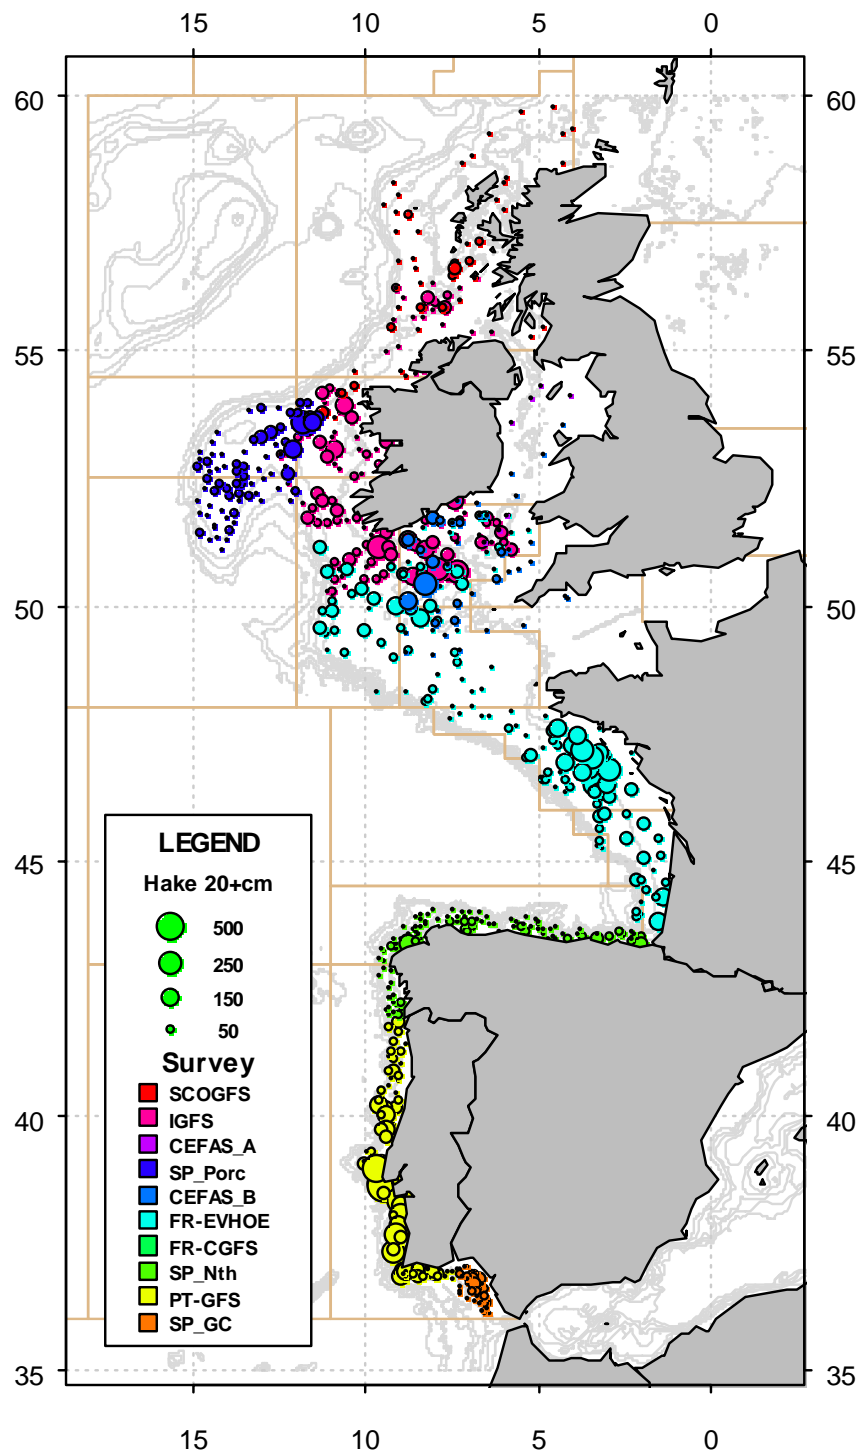 15 10 5 0
60 60
55 55
50 50
45 45
LEGEND
Hake 20+cm
500
250
150
50
Survey
SCOGFS
IGFS
CEFAS_A
SP_Porc
CEFAS_B
FR-EVHOE
FR-CGFS
SP_Nth
PT-GFS
SP_GC
40 40
35 35
15 10 5 0